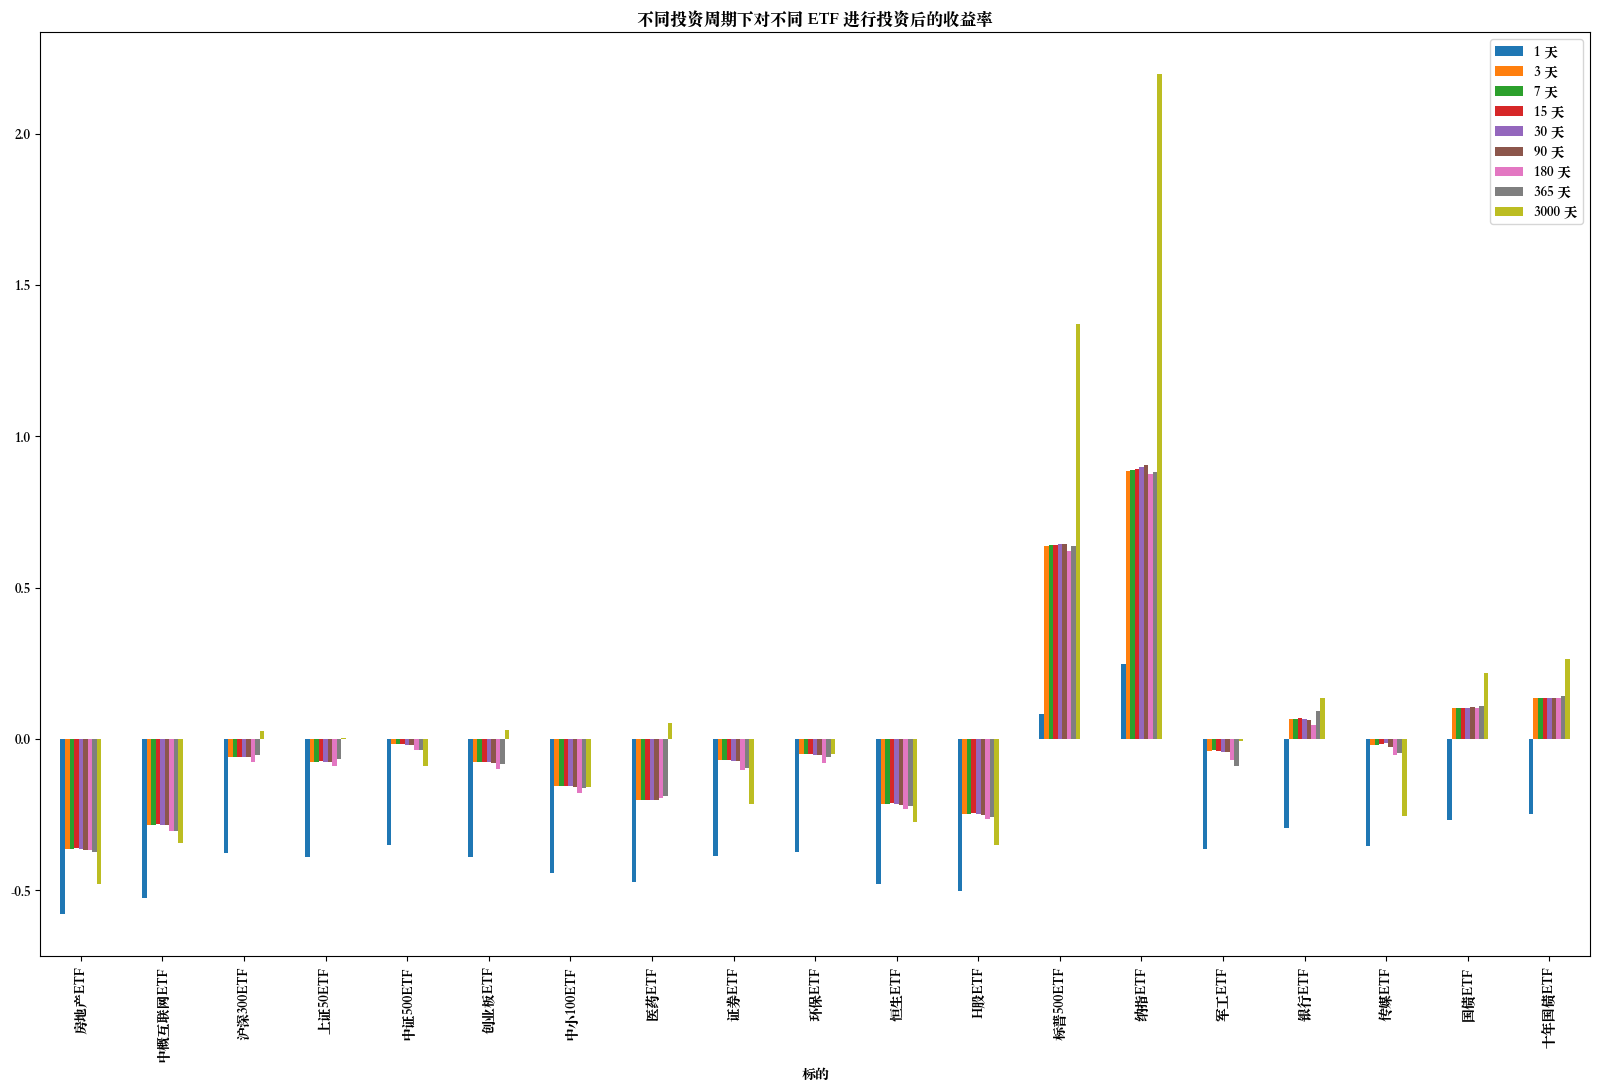 不同投资周期下对不同 ETF 进行投资后的收益率
1 天
3 天
7 天
15 天
30 天
90 天
180 天
365 天
3000 天
2.0
1.5
1.0
0.5
0.0
-0.5
房地产ETF
中概互联网ETF
沪深300ETF
上证50ETF
中证500ETF
创业板ETF
中小100ETF
医药ETF
证券ETF
环保ETF
恒生ETF
H股ETF
标普500ETF
纳指ETF
军工ETF
银行ETF
传媒ETF
国债ETF
十年国债ETF
标的